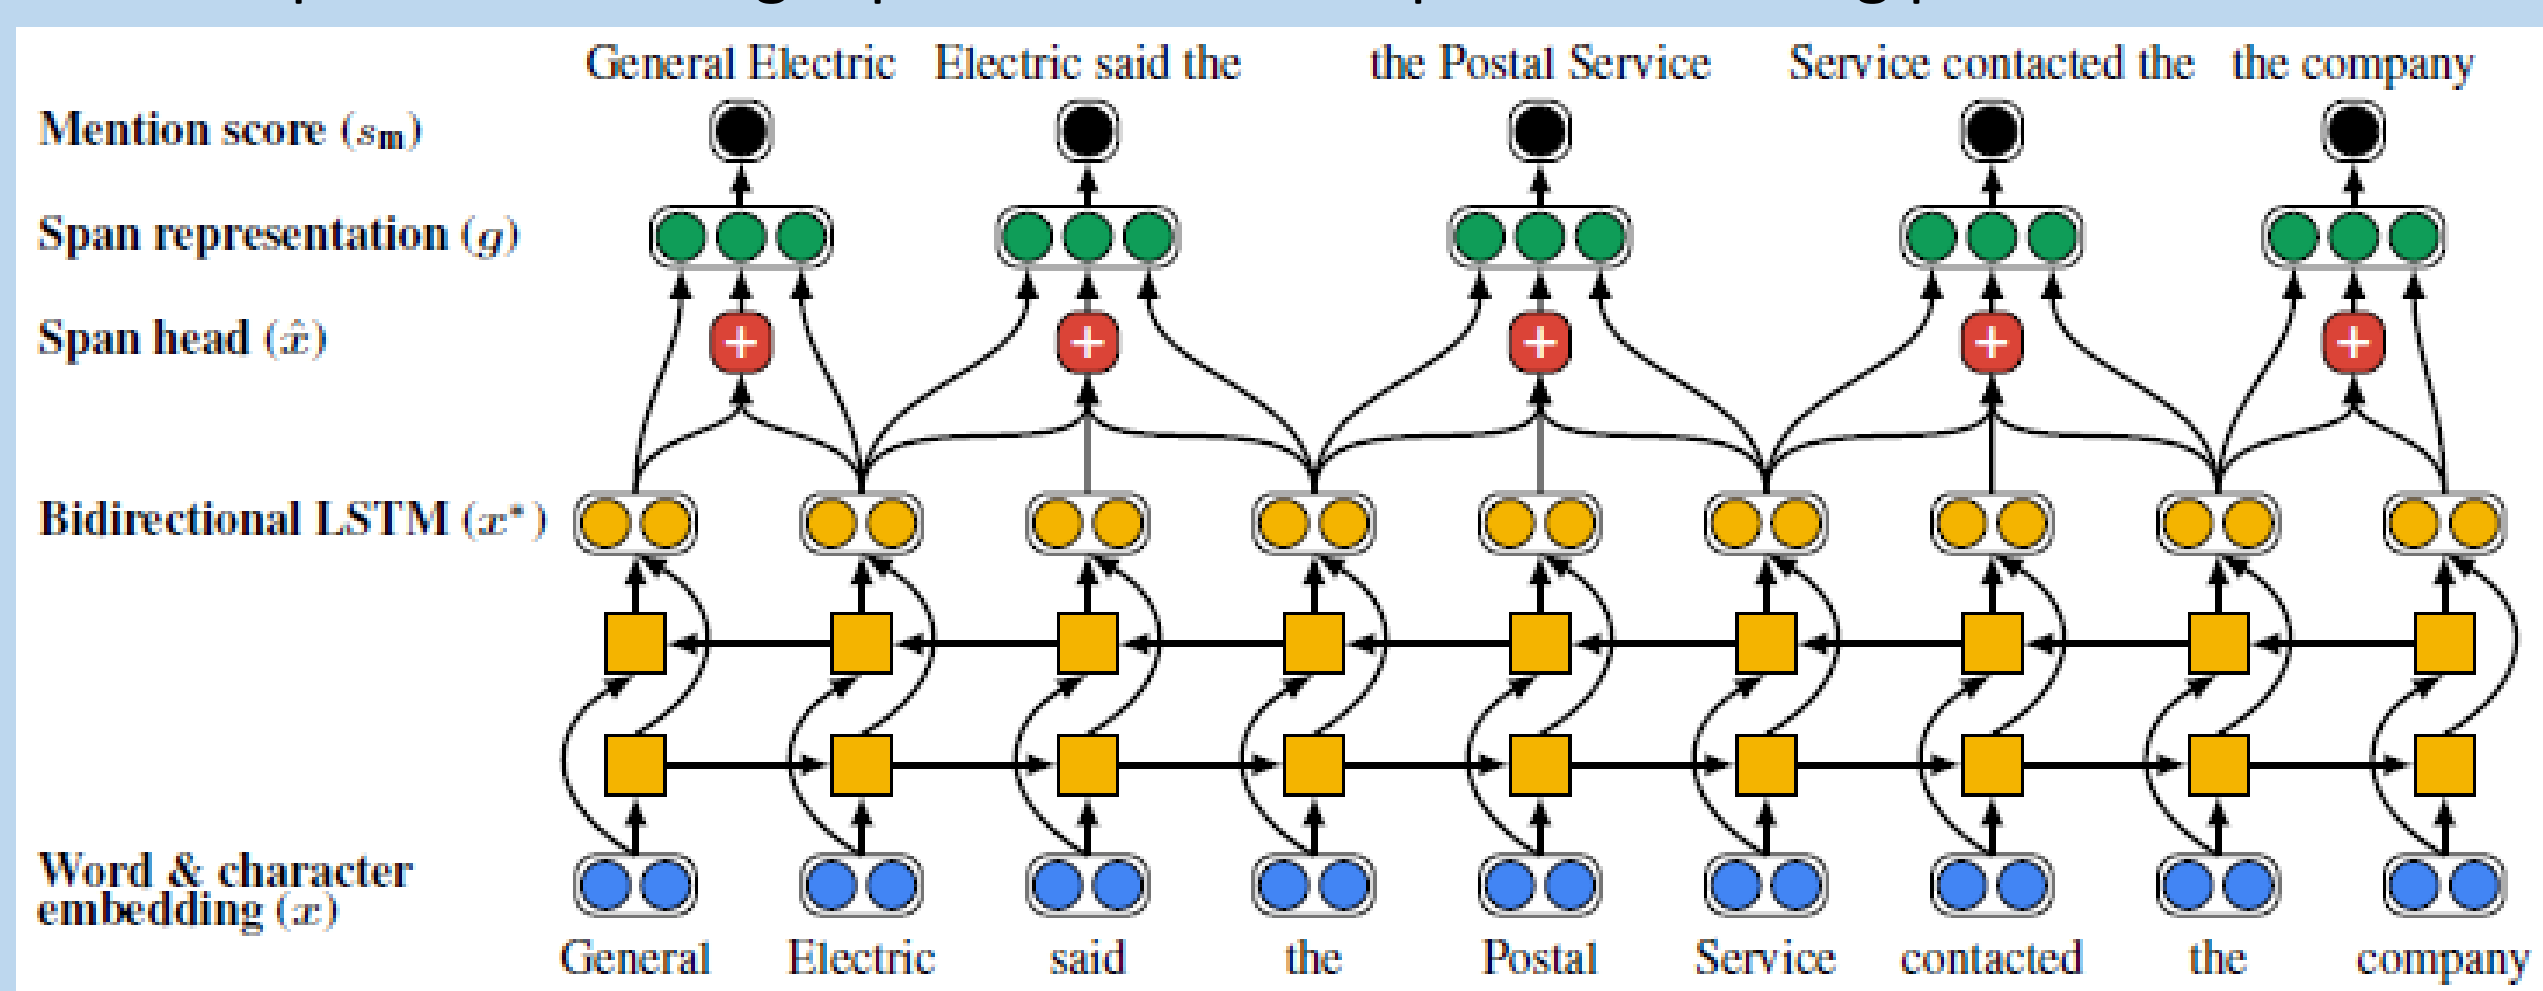 General Electric Electric said the the Postal Service Service contacted the the company
Mention score (sm)
Span representation (g)
Span head (x̂)
+ + + + +
Bidirectional LSTM (x*)
Word & character
embedding (x)
General Electric said the Postal Service contacted the company